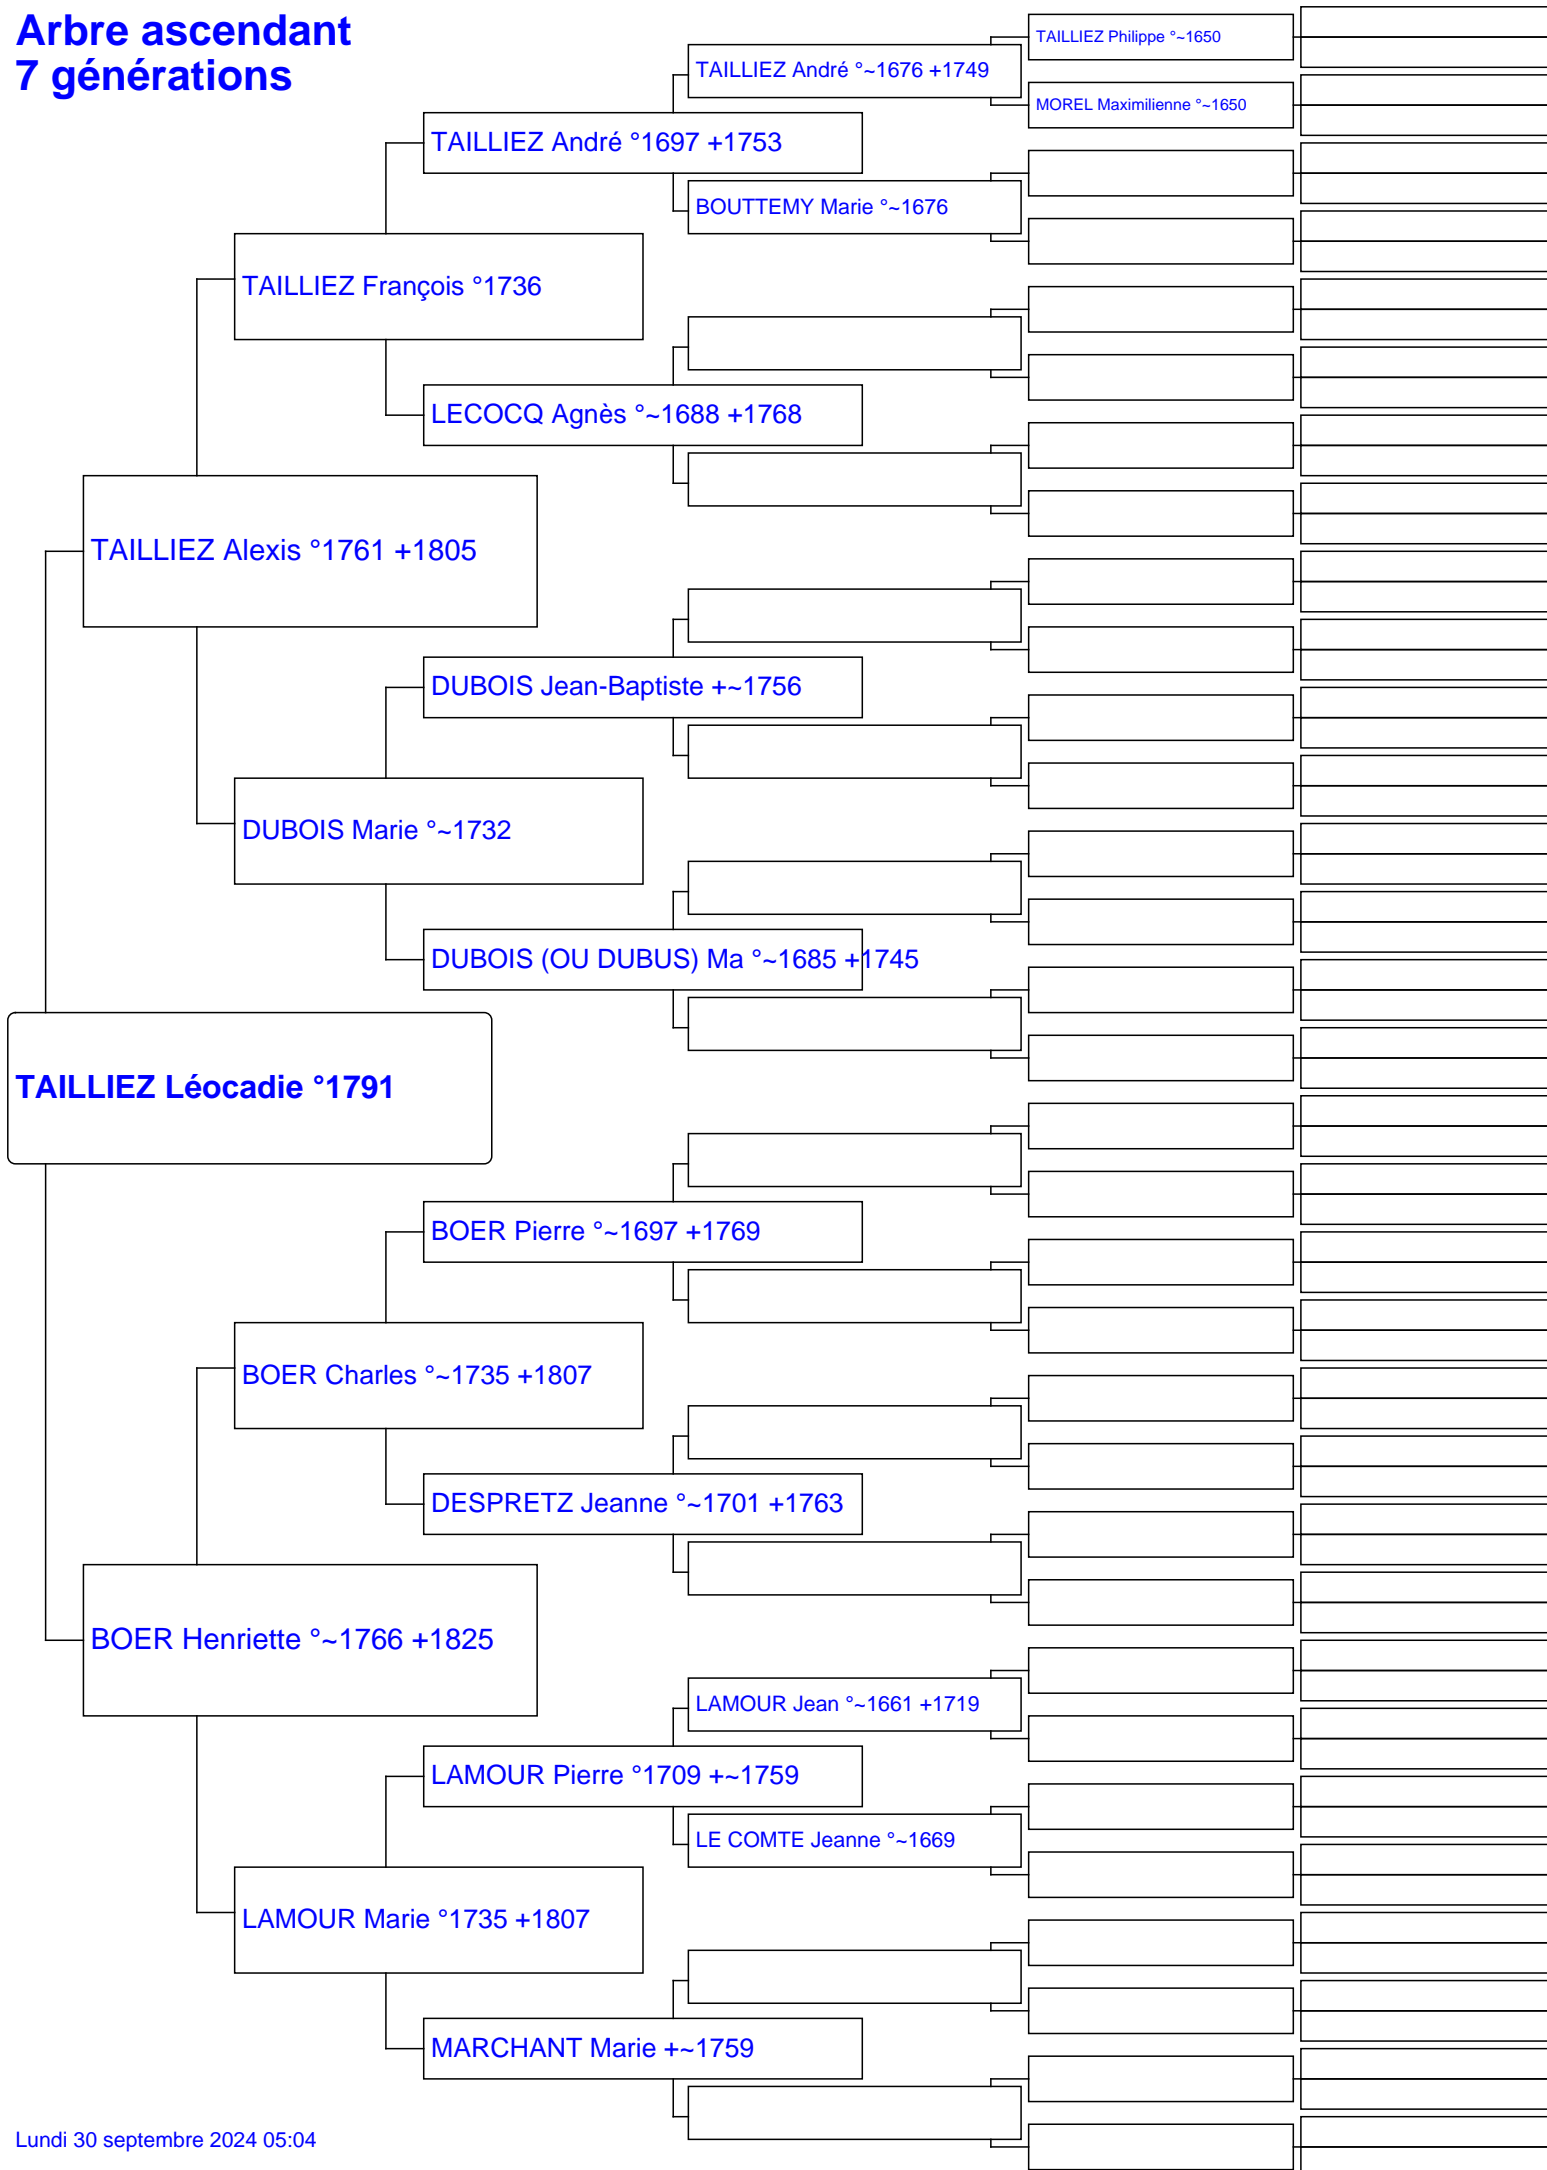 Arbre ascendant
7 générations
TAILLIEZ Philippe °~1650
TAILLIEZ André °~1676 +1749
MOREL Maximilienne °~1650
TAILLIEZ André °1697 +1753
BOUTTEMY Marie °~1676
TAILLIEZ François °1736
LECOCQ Agnès °~1688 +1768
TAILLIEZ Alexis °1761 +1805
DUBOIS Jean-Baptiste +~1756
DUBOIS Marie °~1732
DUBOIS (OU DUBUS) Ma °~1685 +1745
TAILLIEZ Léocadie °1791
BOER Pierre °~1697 +1769
BOER Charles °~1735 +1807
DESPRETZ Jeanne °~1701 +1763
BOER Henriette °~1766 +1825
LAMOUR Jean °~1661 +1719
LAMOUR Pierre °1709 +~1759
LE COMTE Jeanne °~1669
LAMOUR Marie °1735 +1807
MARCHANT Marie +~1759
Lundi 30 septembre 2024 05:04